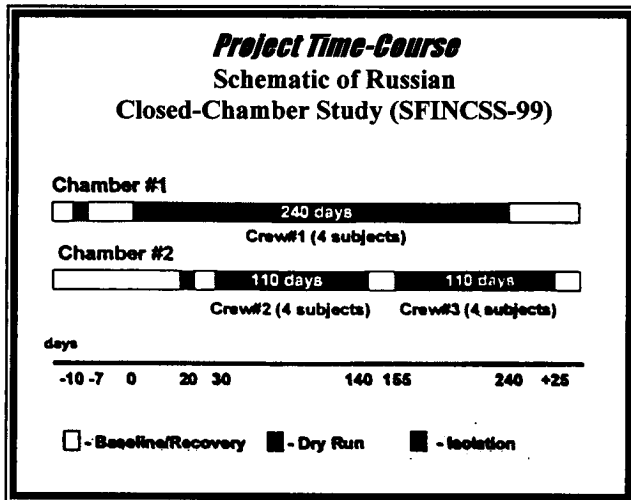 Project Time-Course
Schematic of Russian
Closed-Chamber Study (SFINCSS-99)
Chamber #1
240 days
Crew#1 (4 subjects)
Chamber #2
110 days 110 days
Crew#2 (4 subjects) Crew#3 (4 subjects)
days
-10 -7 0 20 30 140 155 240 +25
- Baseline/Recovery - Dry Run - Isolation